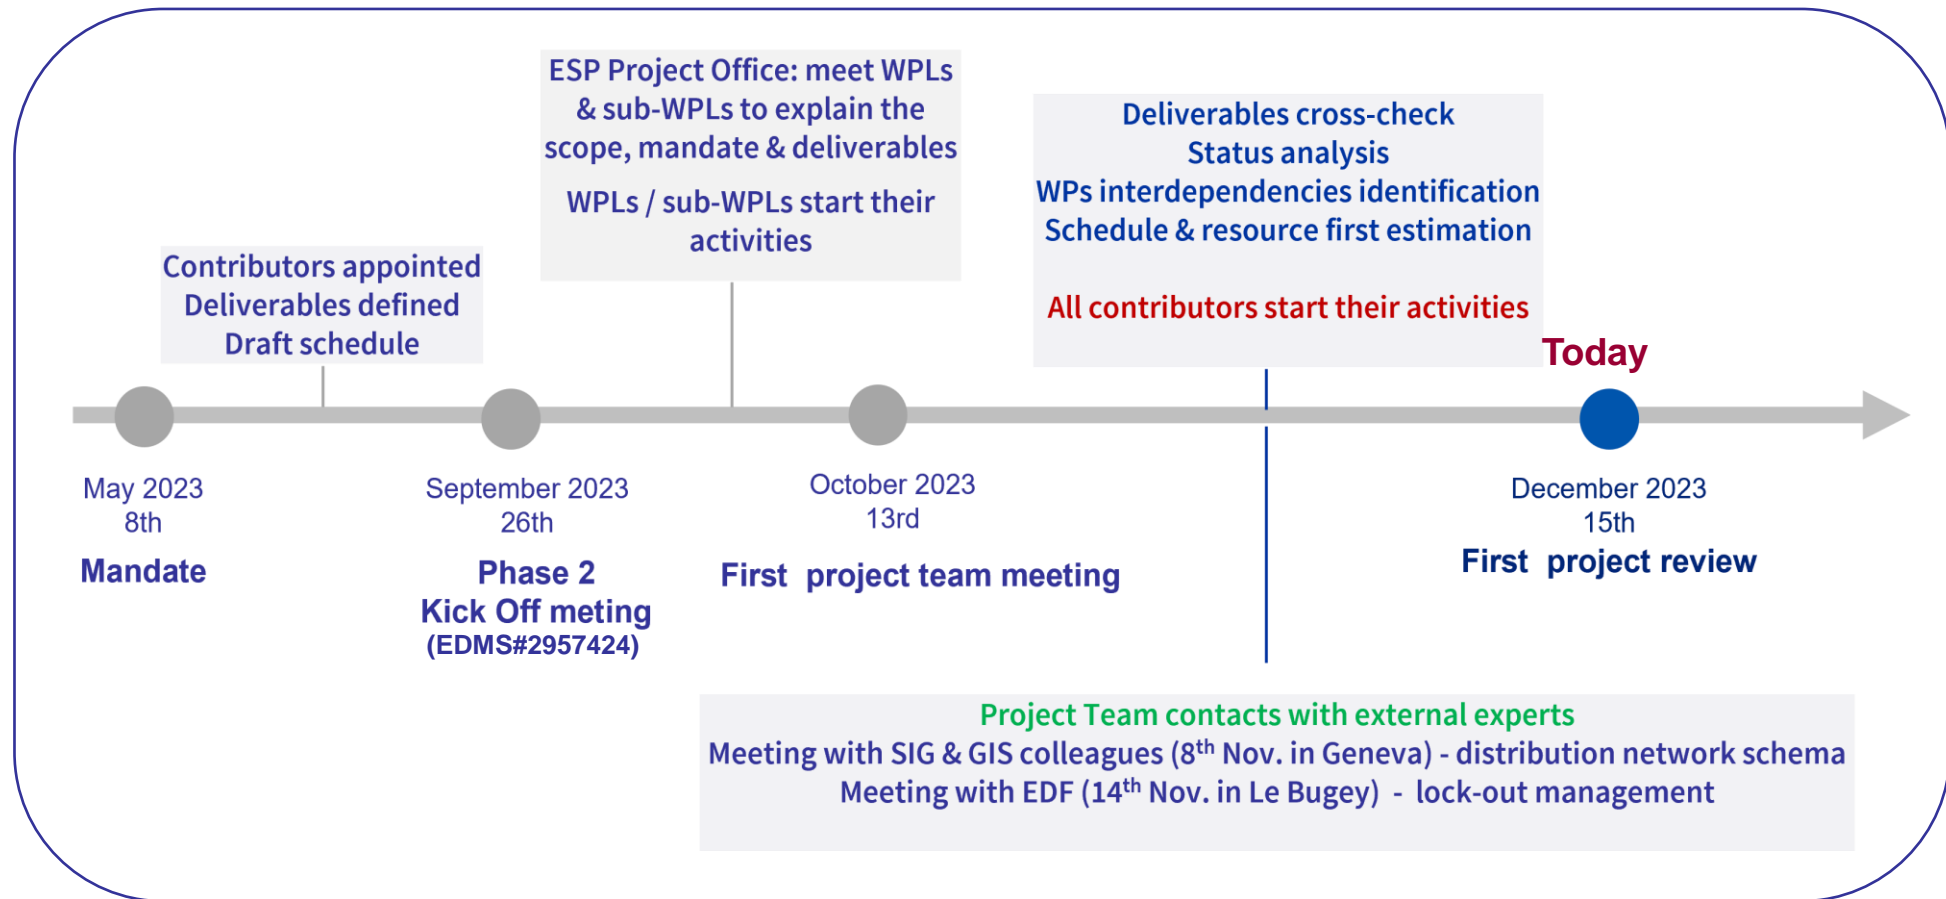 ESP Project Office: meet WPLs
& sub-WPLs to explain the
scope, mandate & deliverables
WPLs / sub-WPLs start their
activities
Deliverables cross-check
Status analysis
WPs interdependencies identification
Schedule & resource first estimation
All contributors start their activities
Contributors appointed
Deliverables defined
Draft schedule
Today
May 2023
8th
Mandate
September 2023
26th
Phase 2
Kick Off meting
(EDMS#2957424)
October 2023
13rd
First project team meeting
December 2023
15th
First project review
Project Team contacts with external experts
Meeting with SIG & GIS colleagues (8th Nov. in Geneva) - distribution network schema
Meeting with EDF (14th Nov. in Le Bugey) - lock-out management